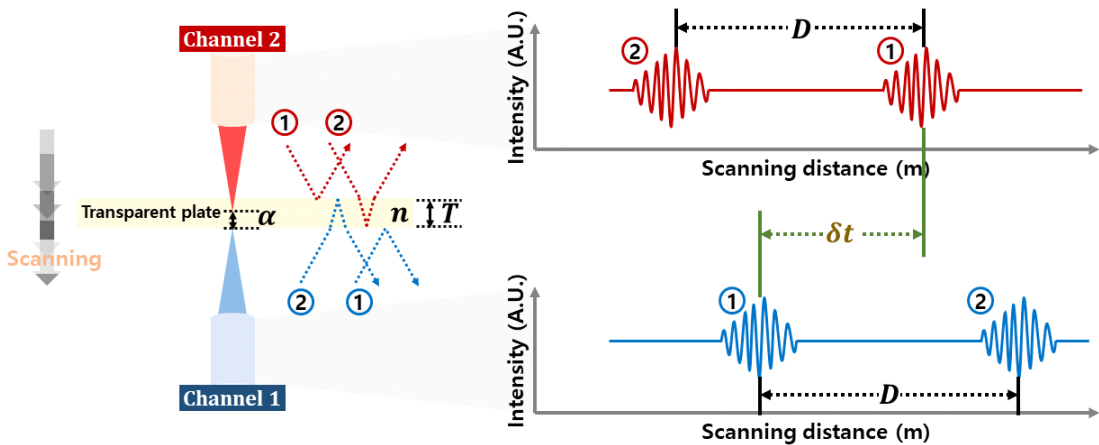 Channel 2
①
②
Scanning
Transparent plate
α
n
T
②
①
Channel 1
Intensity (A.U.)
②
D
①
Scanning distance (m)
δt
Intensity (A.U.)
①
②
D
Scanning distance (m)